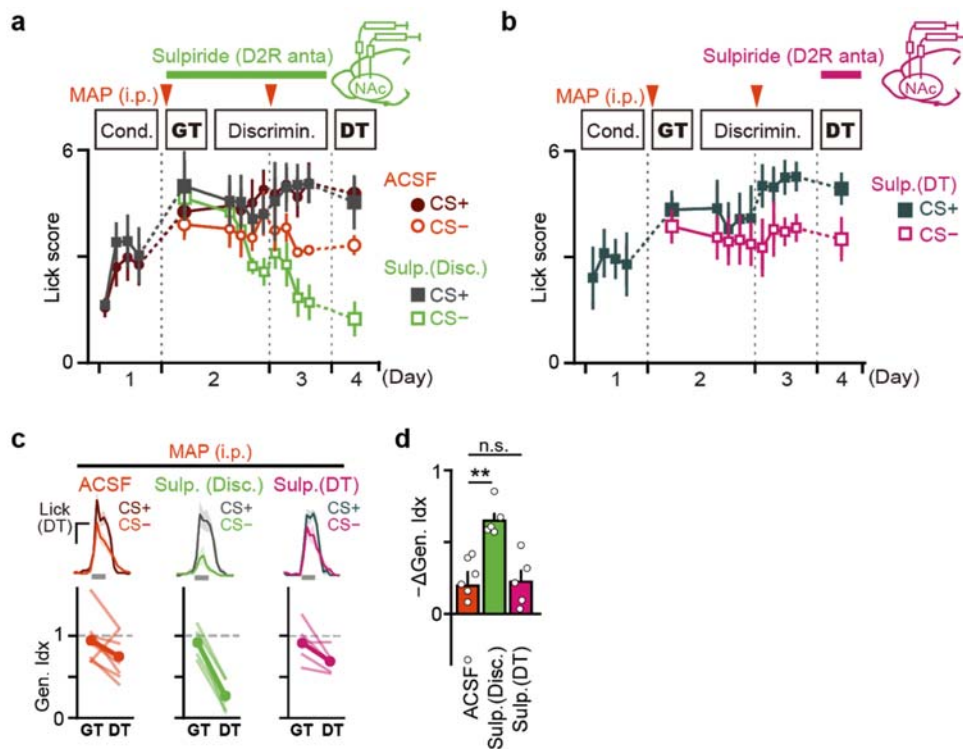 a
Sulpiride (D2R anta)
NAc
MAP (i.p.)
Cond.
GT
Discrimin.
DT
6
3
0
Lick score
ACSF
CS+
CS−
Sulp.(Disc.)
CS+
CS−
1
2
3
4
(Day)
b
Sulpiride (D2R anta)
NAc
MAP (i.p.)
Cond.
GT
Discrimin.
DT
6
3
0
Lick score
Sulp.(DT)
CS+
CS−
1
2
3
4
(Day)
c
MAP (i.p.)
ACSF
Sulp. (Disc.)
Sulp.(DT)
Lick
(DT)
CS+
CS−
CS+
CS−
CS+
CS−
Gen. Idx
1
0
GT DT
GT DT
GT DT
d
n.s.
**
1
0
−ΔGen. Idx
ACSF
Sulp.(Disc.)
Sulp.(DT)